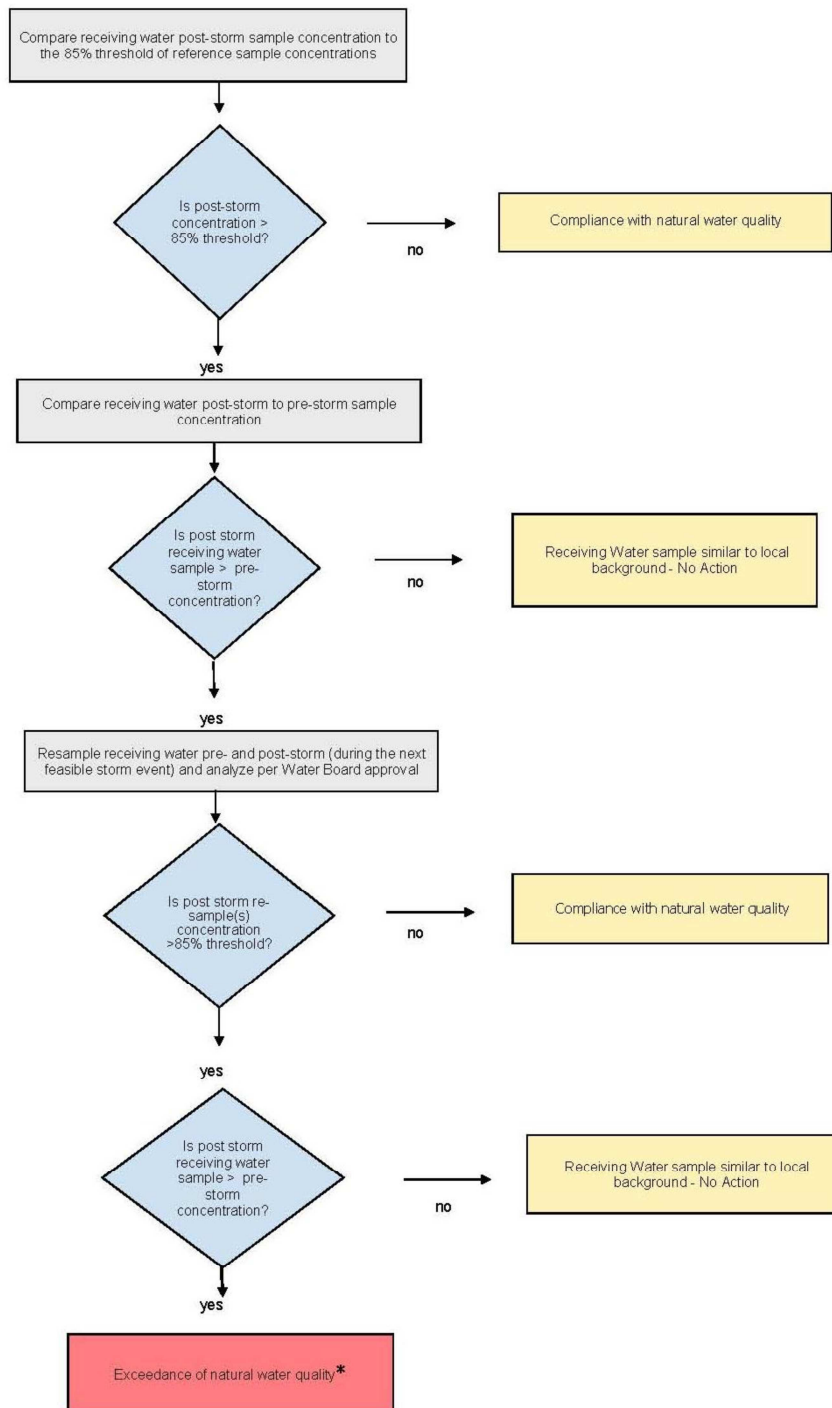 Compare receiving water post-storm sample concentration to
the 85% threshold of reference sample concentrations
Is post-storm
concentration >
85% threshold?
no
Compliance with natural water quality
yes
Compare receiving water post-storm to pre-storm sample
concentration
Is post storm
receiving water
sample > pre-
storm
concentration?
no
Receiving Water sample similar to local
background - No Action
yes
Resample receiving water pre- and post-storm (during the next
feasible storm event) and analyze per Water Board approval
Is post storm re-
sample(s)
concentration
>85% threshold?
no
Compliance with natural water quality
yes
Is post storm
receiving water
sample > pre-
storm
concentration?
no
Receiving Water sample similar to local
background - No Action
yes
Exceedance of natural water quality*